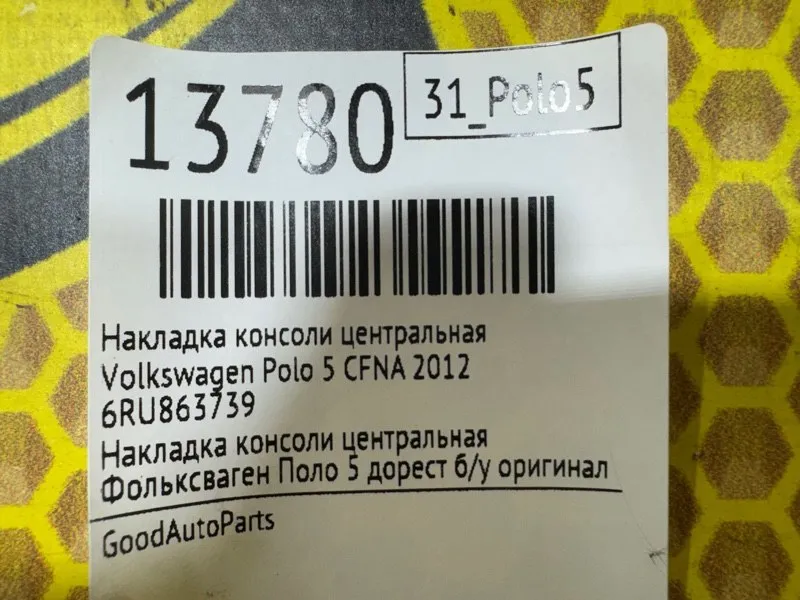 13780
31_Polo5
Накладка консоли центральная
Volkswagen Polo 5 CFNA 2012
6RU863739
Накладка консоли центральная
Фольксваген Поло 5 дорест б/у оригинал
GoodAutoParts